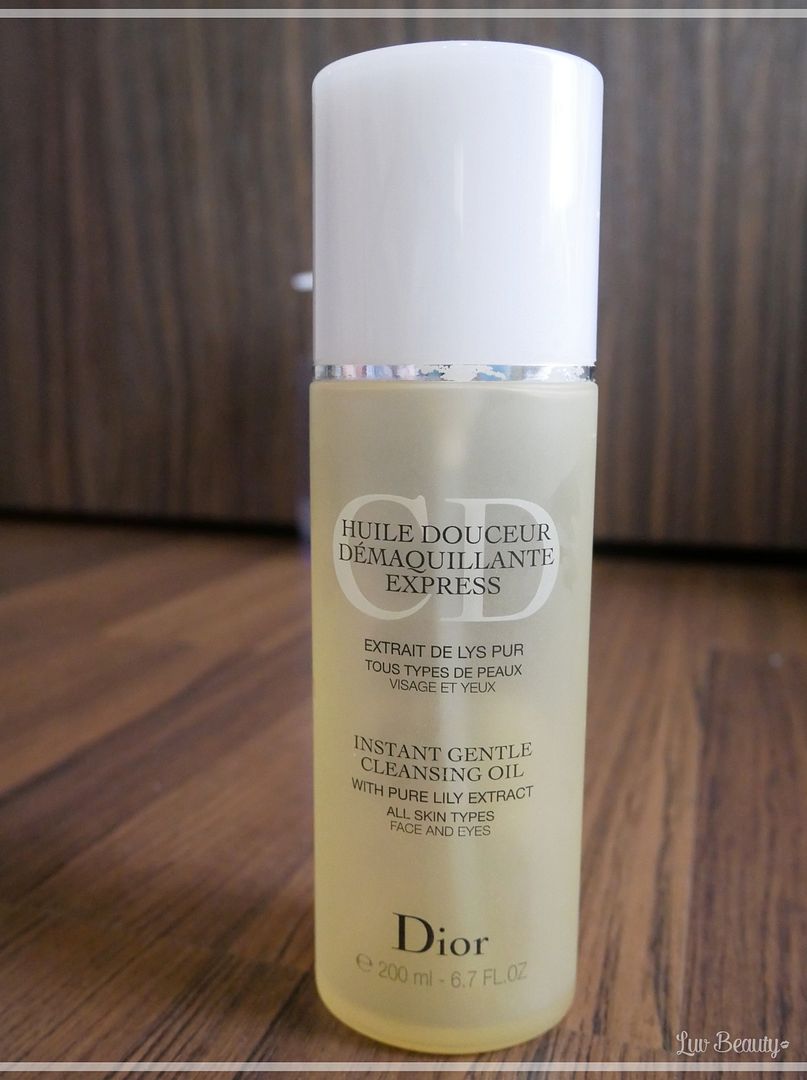 CD
HUILE DOUCEUR
DÉMAQUILLANTE
EXPRESS
EXTRAIT DE LYS PUR
TOUS TYPES DE PEAUX
VISAGE ET YEUX
INSTANT GENTLE
CLEANSING OIL
WITH PURE LILY EXTRACT
ALL SKIN TYPES
FACE AND EYES
Dior
℮ 200 ml - 6.7 FL.OZ
Luv Beauty